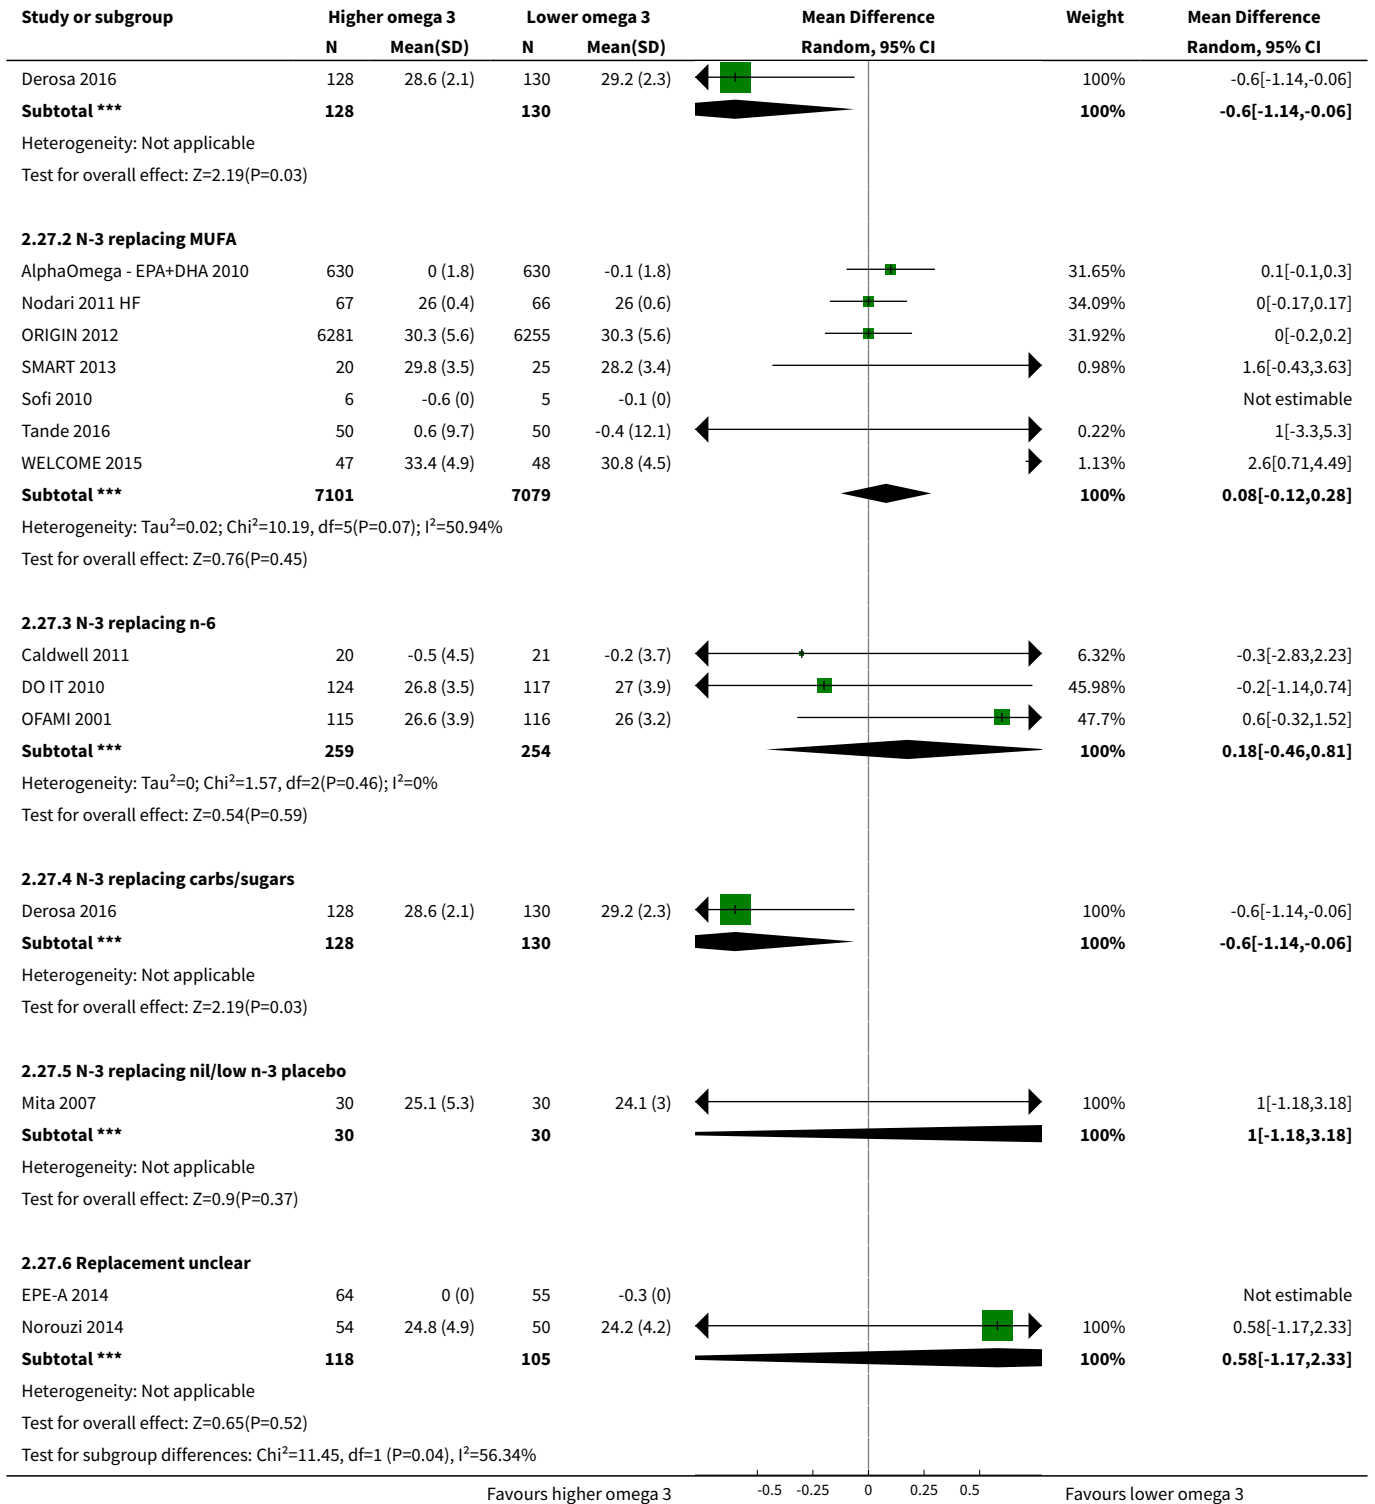 Study or subgroup Higher omega 3 Lower omega 3 Mean Difference Weight Mean Difference
N Mean(SD) N Mean(SD) Random, 95% CI Random, 95% CI
Derosa 2016 128 28.6 (2.1) 130 29.2 (2.3) 100% -0.6[-1.14,-0.06]
Subtotal *** 128 130 100% -0.6[-1.14,-0.06]
Heterogeneity: Not applicable
Test for overall effect: Z=2.19(P=0.03)
2.27.2 N-3 replacing MUFA
AlphaOmega - EPA+DHA 2010 630 0 (1.8) 630 -0.1 (1.8) 31.65% 0.1[-0.1,0.3]
Nodari 2011 HF 67 26 (0.4) 66 26 (0.6) 34.09% 0[-0.17,0.17]
ORIGIN 2012 6281 30.3 (5.6) 6255 30.3 (5.6) 31.92% 0[-0.2,0.2]
SMART 2013 20 29.8 (3.5) 25 28.2 (3.4) 0.98% 1.6[-0.43,3.63]
Sofi 2010 6 -0.6 (0) 5 -0.1 (0) Not estimable
Tande 2016 50 0.6 (9.7) 50 -0.4 (12.1) 0.22% 1[-3.3,5.3]
WELCOME 2015 47 33.4 (4.9) 48 30.8 (4.5) 1.13% 2.6[0.71,4.49]
Subtotal *** 7101 7079 100% 0.08[-0.12,0.28]
Heterogeneity: Tau²=0.02; Chi²=10.19, df=5(P=0.07); I²=50.94%
Test for overall effect: Z=0.76(P=0.45)
2.27.3 N-3 replacing n-6
Caldwell 2011 20 -0.5 (4.5) 21 -0.2 (3.7) 6.32% -0.3[-2.83,2.23]
DO IT 2010 124 26.8 (3.5) 117 27 (3.9) 45.98% -0.2[-1.14,0.74]
OFAMI 2001 115 26.6 (3.9) 116 26 (3.2) 47.7% 0.6[-0.32,1.52]
Subtotal *** 259 254 100% 0.18[-0.46,0.81]
Heterogeneity: Tau²=0; Chi²=1.57, df=2(P=0.46); I²=0%
Test for overall effect: Z=0.54(P=0.59)
2.27.4 N-3 replacing carbs/sugars
Derosa 2016 128 28.6 (2.1) 130 29.2 (2.3) 100% -0.6[-1.14,-0.06]
Subtotal *** 128 130 100% -0.6[-1.14,-0.06]
Heterogeneity: Not applicable
Test for overall effect: Z=2.19(P=0.03)
2.27.5 N-3 replacing nil/low n-3 placebo
Mita 2007 30 25.1 (5.3) 30 24.1 (3) 100% 1[-1.18,3.18]
Subtotal *** 30 30 100% 1[-1.18,3.18]
Heterogeneity: Not applicable
Test for overall effect: Z=0.9(P=0.37)
2.27.6 Replacement unclear
EPE-A 2014 64 0 (0) 55 -0.3 (0) Not estimable
Norouzi 2014 54 24.8 (4.9) 50 24.2 (4.2) 100% 0.58[-1.17,2.33]
Subtotal *** 118 105 100% 0.58[-1.17,2.33]
Heterogeneity: Not applicable
Test for overall effect: Z=0.65(P=0.52)
Test for subgroup differences: Chi²=11.45, df=1 (P=0.04), I²=56.34%
-0.5 -0.25 0 0.25 0.5
Favours higher omega 3 Favours lower omega 3